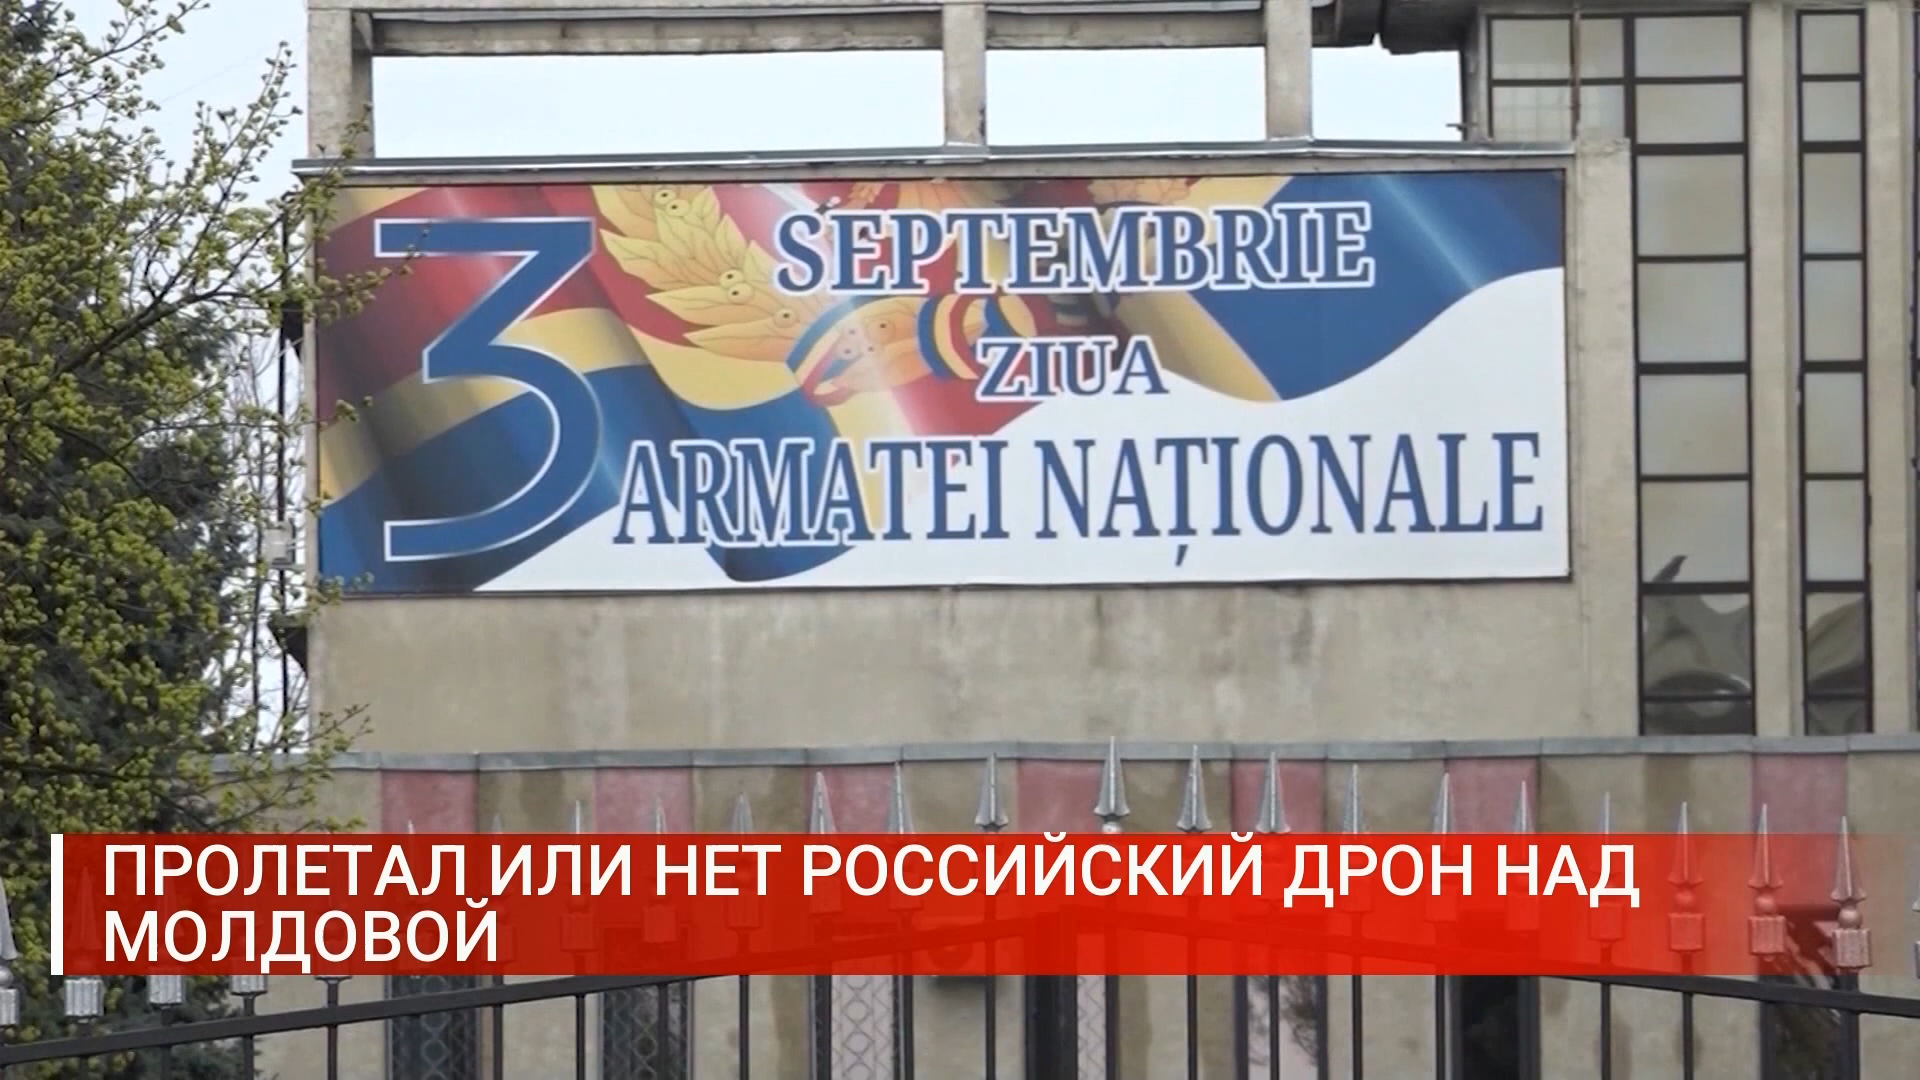 3 SEPTEMBRIE
ZIUA
ARMATEI NAȚIONALE
ПРОЛЕТАЛ ИЛИ НЕТ РОССИЙСКИЙ ДРОН НАД
МОЛДОВОЙ